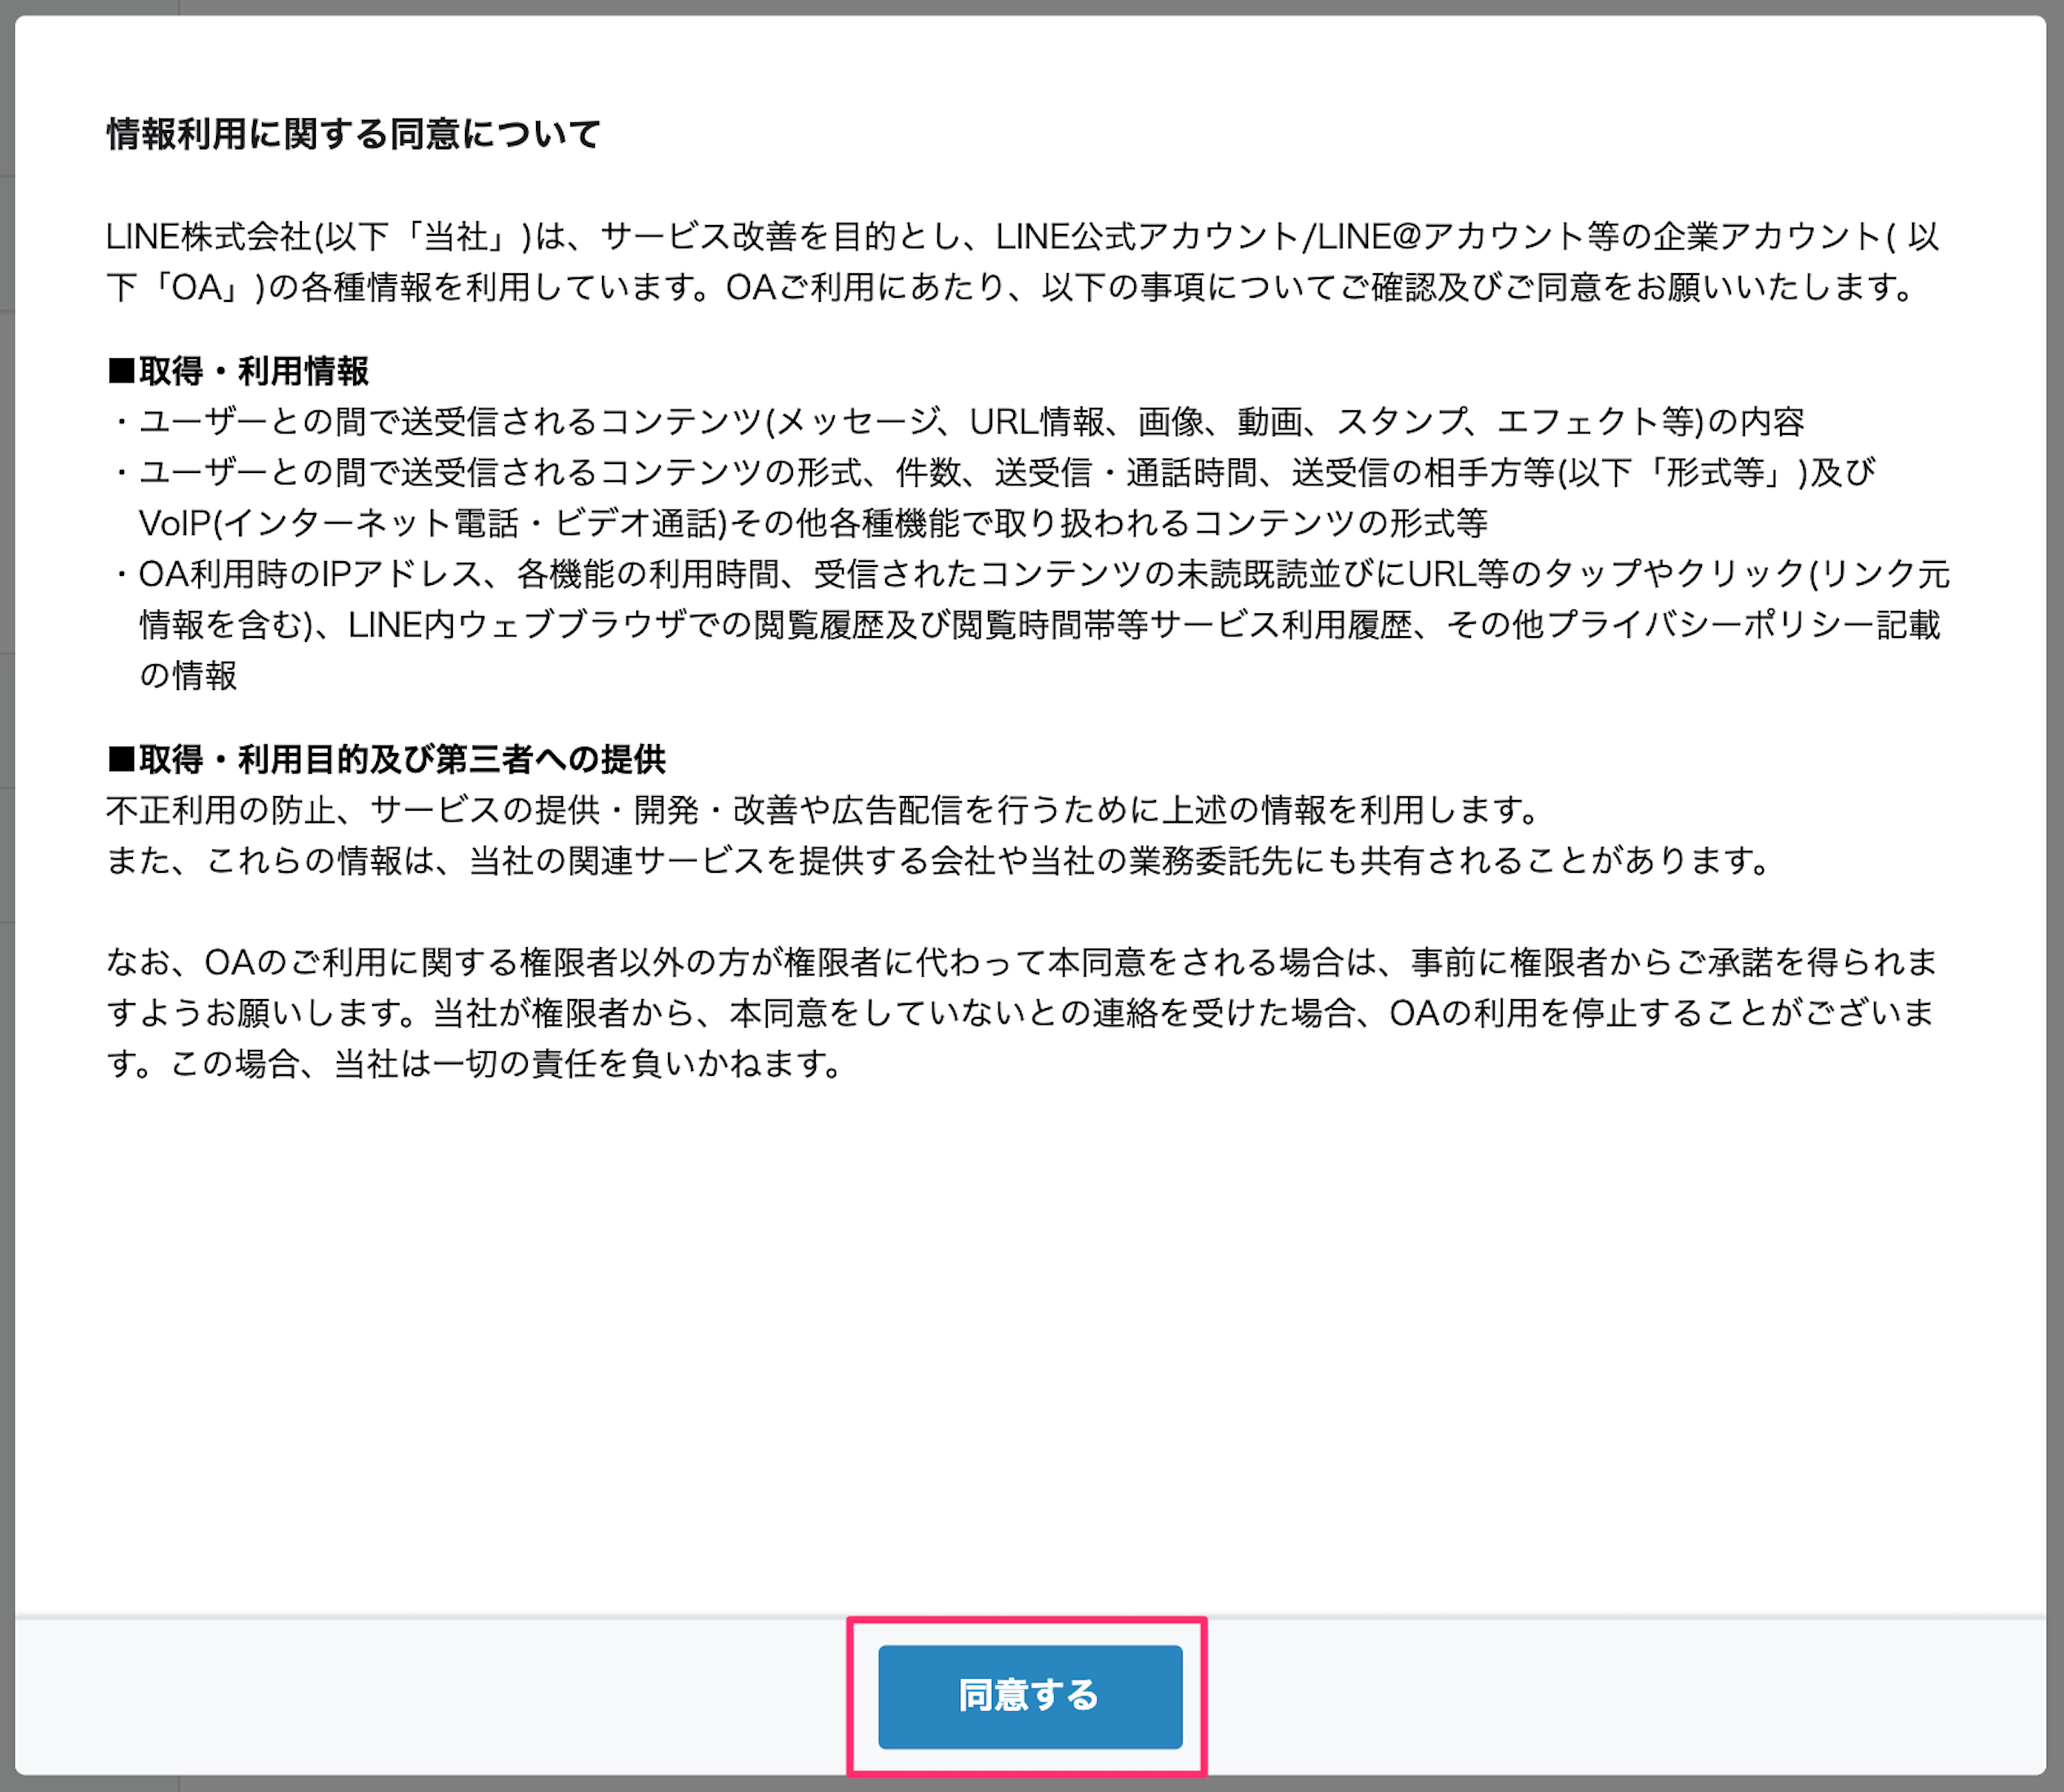 情報利用に関する同意について
LINE株式会社(以下「当社」)は、サービス改善を目的とし、LINE公式アカウント/LINE@アカウント等の企業アカウント( 以
下「OA」)の各種情報を利用しています。OAご利用にあたり、以下の事項についてご確認及びご同意をお願いいたします。
■取得・利用情報
・ユーザーとの間で送受信されるコンテンツ(メッセージ、URL情報、画像、動画、スタンプ、エフェクト等)の内容
・ユーザーとの間で送受信されるコンテンツの形式、件数、送受信・通話時間、送受信の相手方等(以下「形式等」)及び
VoIP(インターネット電話・ビデオ通話)その他各種機能で取り扱われるコンテンツの形式等
・OA利用時のIPアドレス、各機能の利用時間、受信されたコンテンツの未読既読並びにURL等のタップやクリック(リンク元
情報を含む)、LINE内ウェブブラウザでの閲覧履歴及び閲覧時間帯等サービス利用履歴、その他プライバシーポリシー記載
の情報
■取得・利用目的及び第三者への提供
不正利用の防止、サービスの提供・開発・改善や広告配信を行うために上述の情報を利用します。
また、これらの情報は、当社の関連サービスを提供する会社や当社の業務委託先にも共有されることがあります。
なお、OAのご利用に関する権限者以外の方が権限者に代わって本同意をされる場合は、事前に権限者からご承諾を得られま
すようお願いします。当社が権限者から、本同意をしていないとの連絡を受けた場合、OAの利用を停止することがございま
す。この場合、当社は一切の責任を負いかねます。
同意する